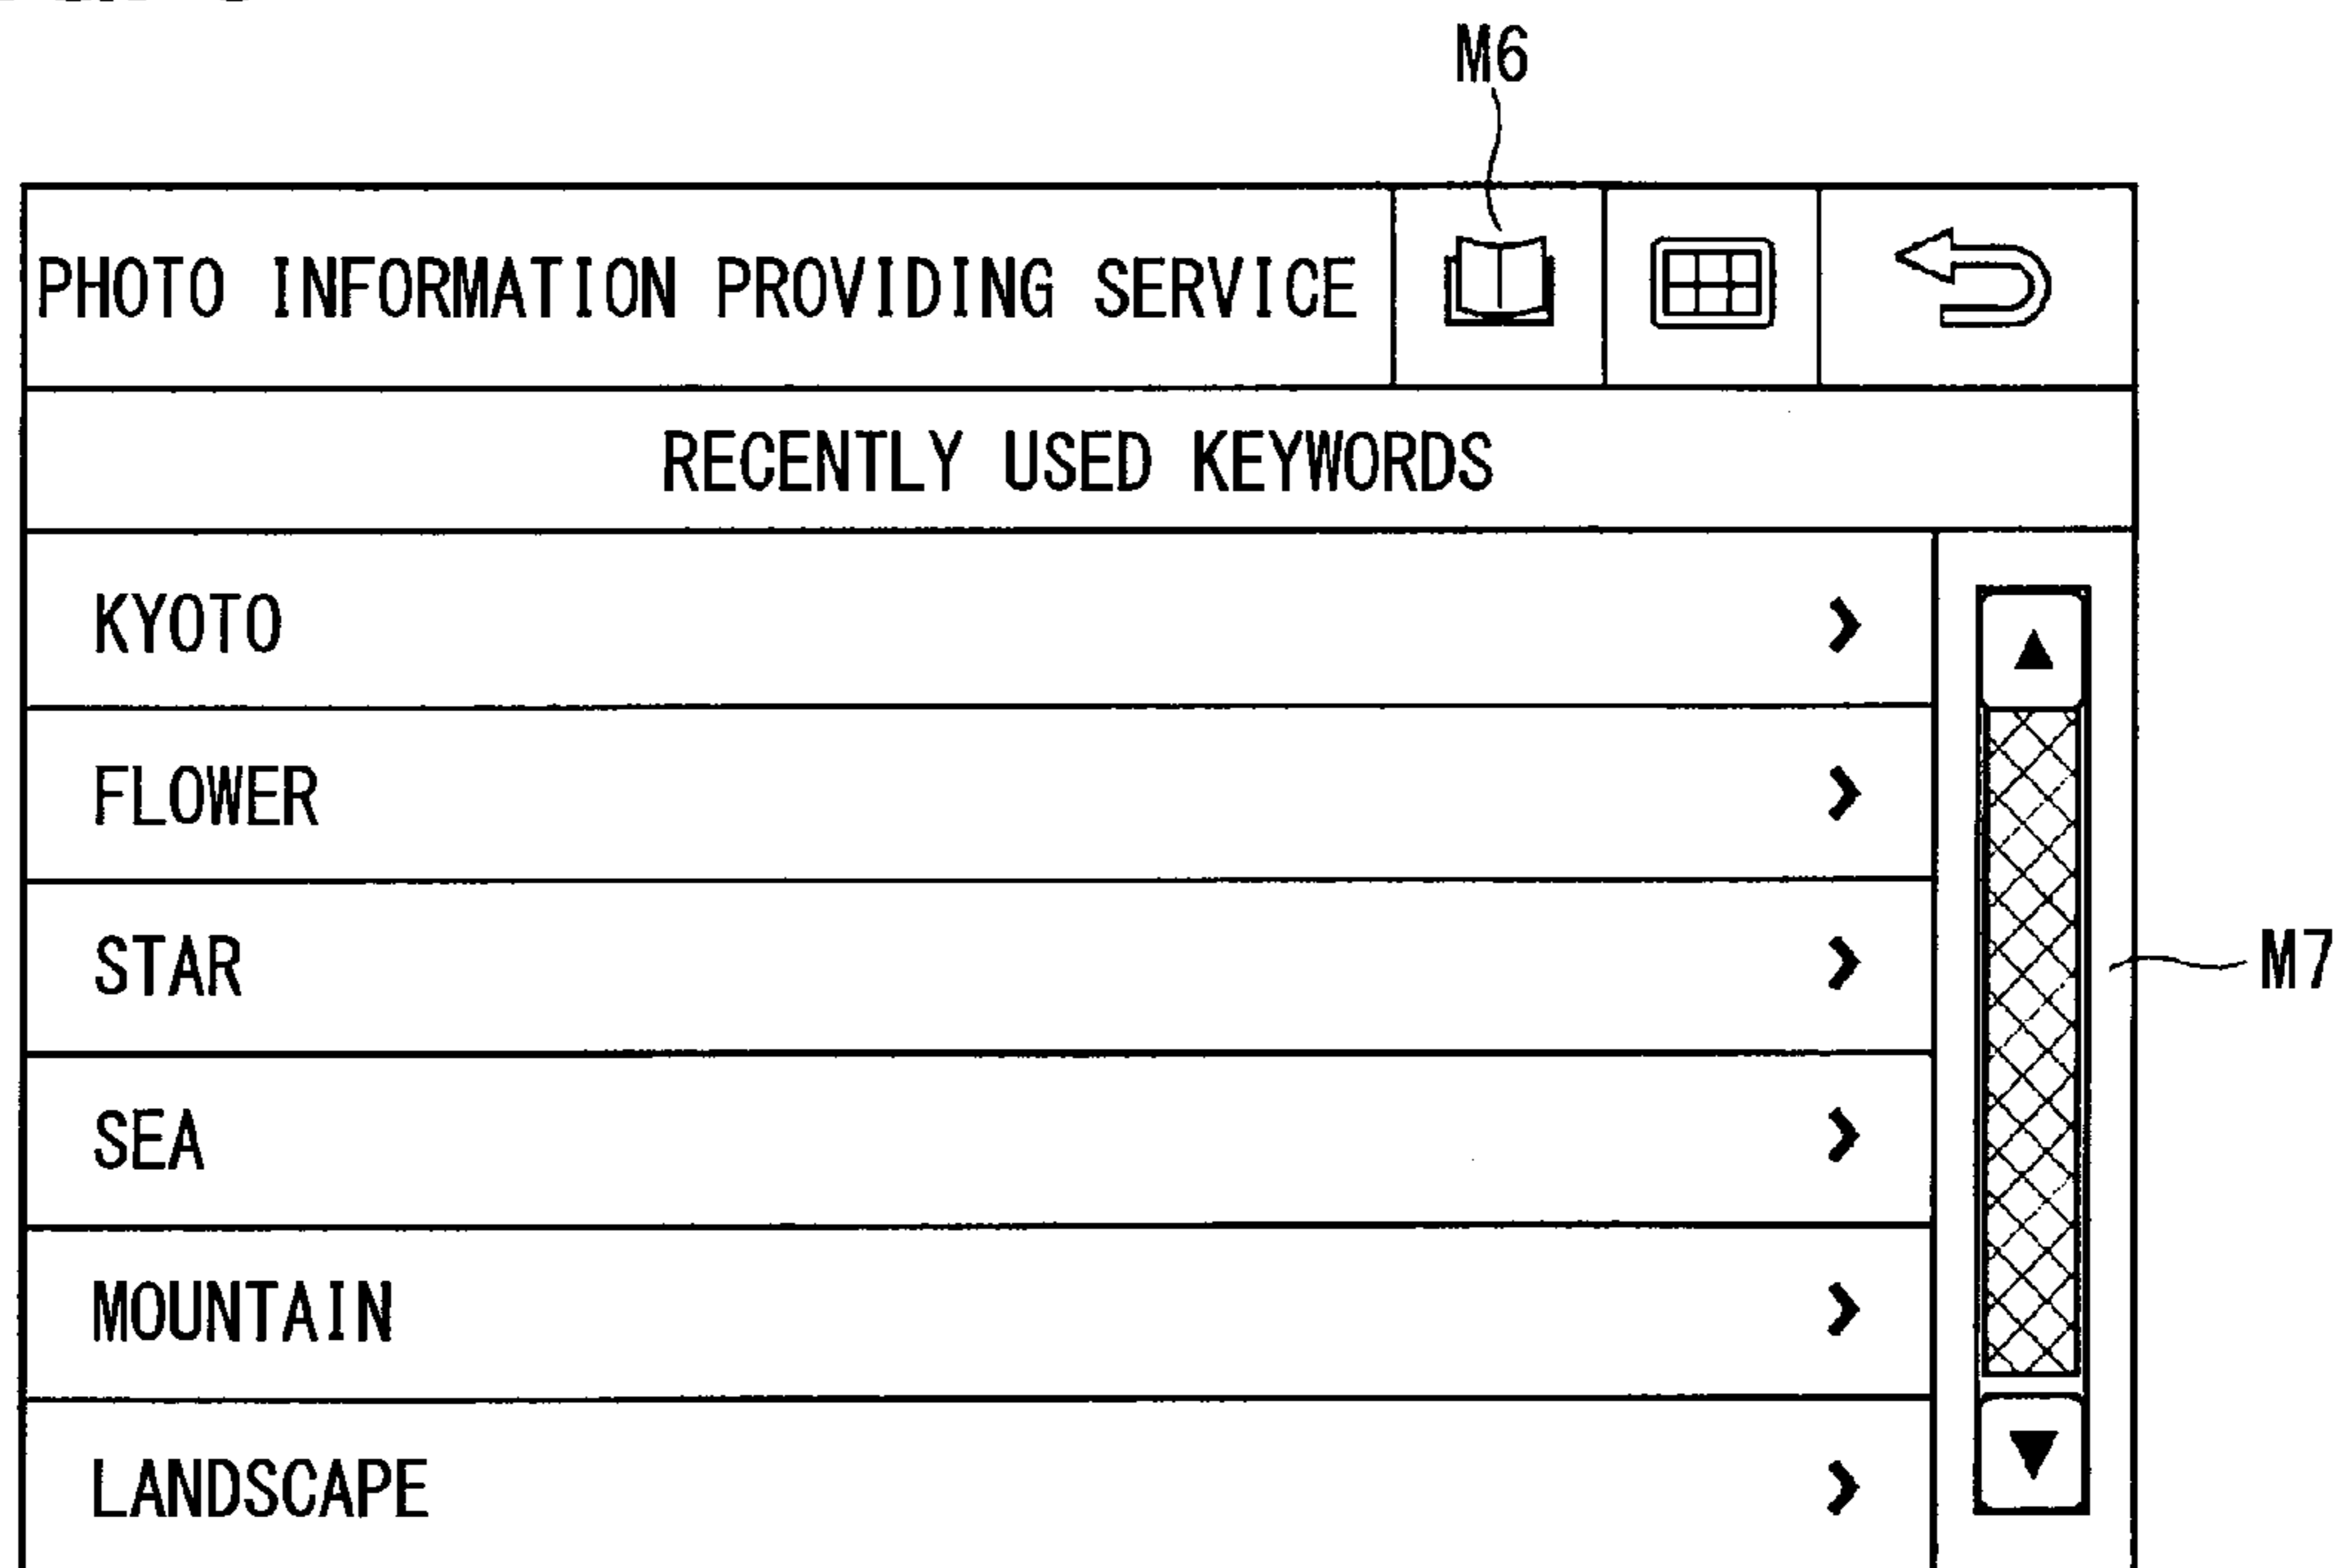 M6
PHOTO INFORMATION PROVIDING SERVICE
RECENTLY USED KEYWORDS
KYOTO
FLOWER
STAR
M7
SEA
MOUNTAIN
LANDSCAPE